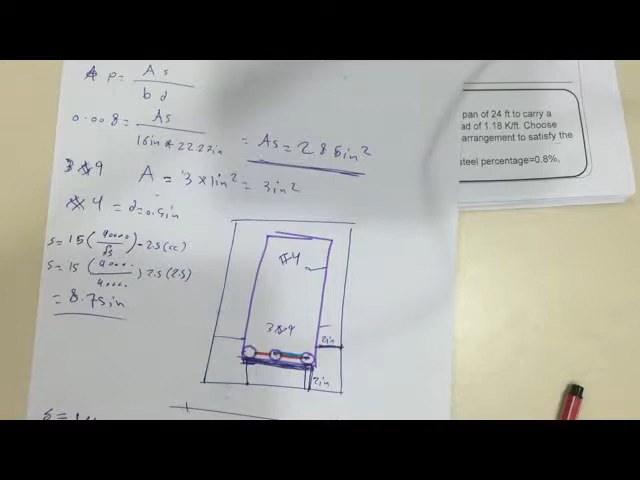 ρ = As / bd
0.008 = As / 16in * 22.22in = As = 2.86in²
3#9 A = 3×1in² = 3in²
#4 = d=0.5in
s=15(40000/fs)-2.5(cc)
s=15(40000/40000)2.5(2.5)
= 8.75in
#4
3#9
2in
2in
s=
pan of 24 ft to carry a
ad of 1.18 K/ft. Choose
arrangement to satisfy the
steel percentage=0.8%.